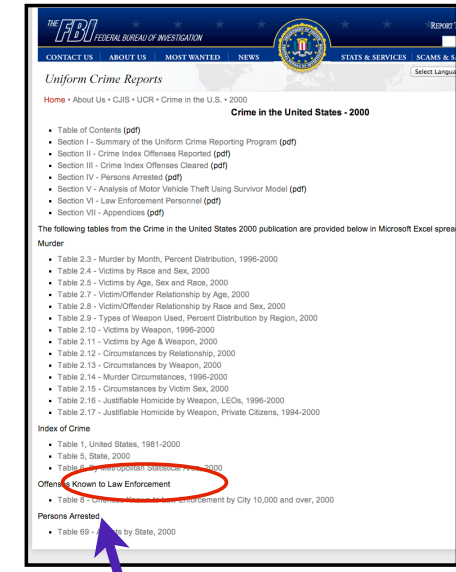 THE FBI FEDERAL BUREAU OF INVESTIGATION
REPORT
CONTACT US | ABOUT US | MOST WANTED | NEWS | STATS & SERVICES | SCAMS &
Uniform Crime Reports
Select Langua
Home • About Us • CJIS • UCR • Crime in the U.S. • 2000
Crime in the United States - 2000
Table of Contents (pdf)
Section I - Summary of the Uniform Crime Reporting Program (pdf)
Section II - Crime Index Offenses Reported (pdf)
Section III - Crime Index Offenses Cleared (pdf)
Section IV - Persons Arrested (pdf)
Section V - Analysis of Motor Vehicle Theft Using Survivor Model (pdf)
Section VI - Law Enforcement Personnel (pdf)
Section VII - Appendices (pdf)
The following tables from the Crime in the United States 2000 publication are provided below in Microsoft Excel sprea
Murder
Table 2.3 - Murder by Month, Percent Distribution, 1996-2000
Table 2.4 - Victims by Race and Sex, 2000
Table 2.5 - Victims by Age, Sex and Race, 2000
Table 2.7 - Victim/Offender Relationship by Age, 2000
Table 2.8 - Victim/Offender Relationship by Race and Sex, 2000
Table 2.9 - Types of Weapon Used, Percent Distribution by Region, 2000
Table 2.10 - Victims by Weapon, 1996-2000
Table 2.11 - Victims by Age & Weapon, 2000
Table 2.12 - Circumstances by Relationship, 2000
Table 2.13 - Circumstances by Weapon, 2000
Table 2.14 - Murder Circumstances, 1996-2000
Table 2.15 - Circumstances by Victim Sex, 2000
Table 2.16 - Justifiable Homicide by Weapon, LEOs, 1996-2000
Table 2.17 - Justifiable Homicide by Weapon, Private Citizens, 1994-2000
Index of Crime
Table 1, United States, 1981-2000
Table 5, State, 2000
Table 6, By Metropolitan Statistical Area, 2000
Offenses Known to Law Enforcement
Table 8 - Offenses Known to Law Enforcement by City 10,000 and over, 2000
Persons Arrested
Table 69 - Arrests by State, 2000